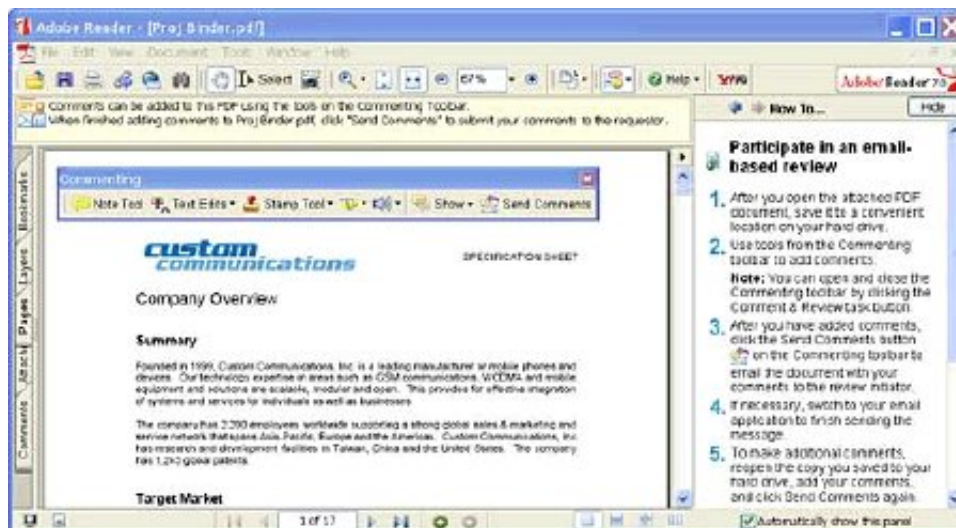 Adobe Reader - [Proj Binder.pdf]
File Edit View Document Tools Window Help
Select 67% Help
Adobe Reader 7.0
Comments can be added to this PDF using the tools on the Commenting Toolbar.
When finished adding comments to Proj Binder.pdf, click "Send Comments" to submit your comments to the requestor.
How To... Hide
Bookmarks
Layers
Pages
Attach
Comments
Commenting
Note Tool Text Edits Stamp Tool Show Send Comments
custom
communications
SPECIFICATION SHEET
Company Overview
Summary
Founded in 1999, Custom Communications, Inc. is a leading manufacturer of mobile phones and
devices. Our technology expertise in areas such as GSM communications, WCDMA and mobile
equipment and solutions are scalable, modular and open. This provides for effective integration
of systems and services for individuals as well as businesses.
The company has employees worldwide supporting a strong global sales & marketing and
service network that spans Asia Pacific, Europe and the Americas. Custom Communications, Inc
has research and development facilities in Taiwan, China and the United States. The company
has global patents.
Target Market
Participate in an email-
based review
1. After you open the attached PDF
document, save it to a convenient
location on your hard drive.
2. Use tools from the Commenting
toolbar to add comments.
Note: You can open and close the
Commenting toolbar by clicking the
Comment & Review task button.
3. After you have added comments,
click the Send Comments button
on the Commenting toolbar to
email the document with your
comments to the review initiator.
4. If necessary, switch to your email
application to finish sending the
message.
5. To make additional comments,
reopen the copy you saved to your
hard drive, add your comments,
and click Send Comments again.
1 of 17
Automatically show this panel